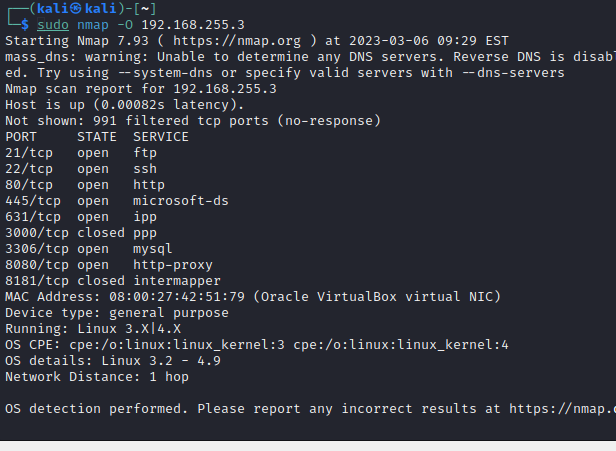 ┌──(kali㉿kali)-[~]
└─$ sudo nmap -O 192.168.255.3
Starting Nmap 7.93 ( https://nmap.org ) at 2023-03-06 09:29 EST
mass_dns: warning: Unable to determine any DNS servers. Reverse DNS is disabl
ed. Try using --system-dns or specify valid servers with --dns-servers
Nmap scan report for 192.168.255.3
Host is up (0.00082s latency).
Not shown: 991 filtered tcp ports (no-response)
PORT     STATE  SERVICE
21/tcp   open   ftp
22/tcp   open   ssh
80/tcp   open   http
445/tcp  open   microsoft-ds
631/tcp  open   ipp
3000/tcp closed ppp
3306/tcp open   mysql
8080/tcp open   http-proxy
8181/tcp closed intermapper
MAC Address: 08:00:27:42:51:79 (Oracle VirtualBox virtual NIC)
Device type: general purpose
Running: Linux 3.X|4.X
OS CPE: cpe:/o:linux:linux_kernel:3 cpe:/o:linux:linux_kernel:4
OS details: Linux 3.2 - 4.9
Network Distance: 1 hop
OS detection performed. Please report any incorrect results at https://nmap.o